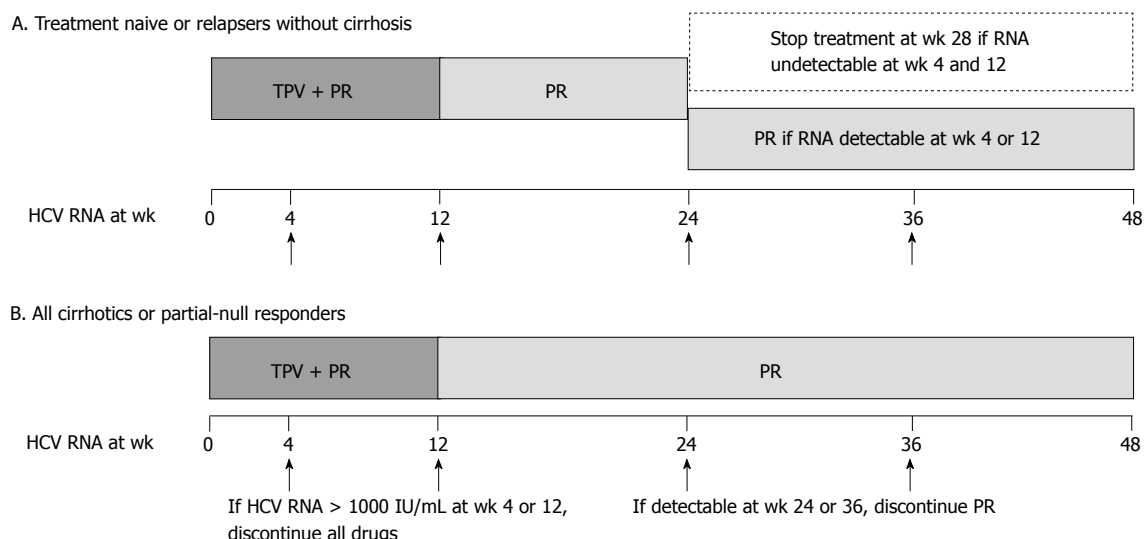 A. Treatment naive or relapsers without cirrhosis
Stop treatment at wk 28 if RNA
undetectable at wk 4 and 12
TPV + PR
PR
PR if RNA detectable at wk 4 or 12
HCV RNA at wk
0 4 12 24 36 48
B. All cirrhotics or partial-null responders
TPV + PR
PR
HCV RNA at wk
0 4 12 24 36 48
If HCV RNA > 1000 IU/mL at wk 4 or 12,
discontinue all drugs
If detectable at wk 24 or 36, discontinue PR